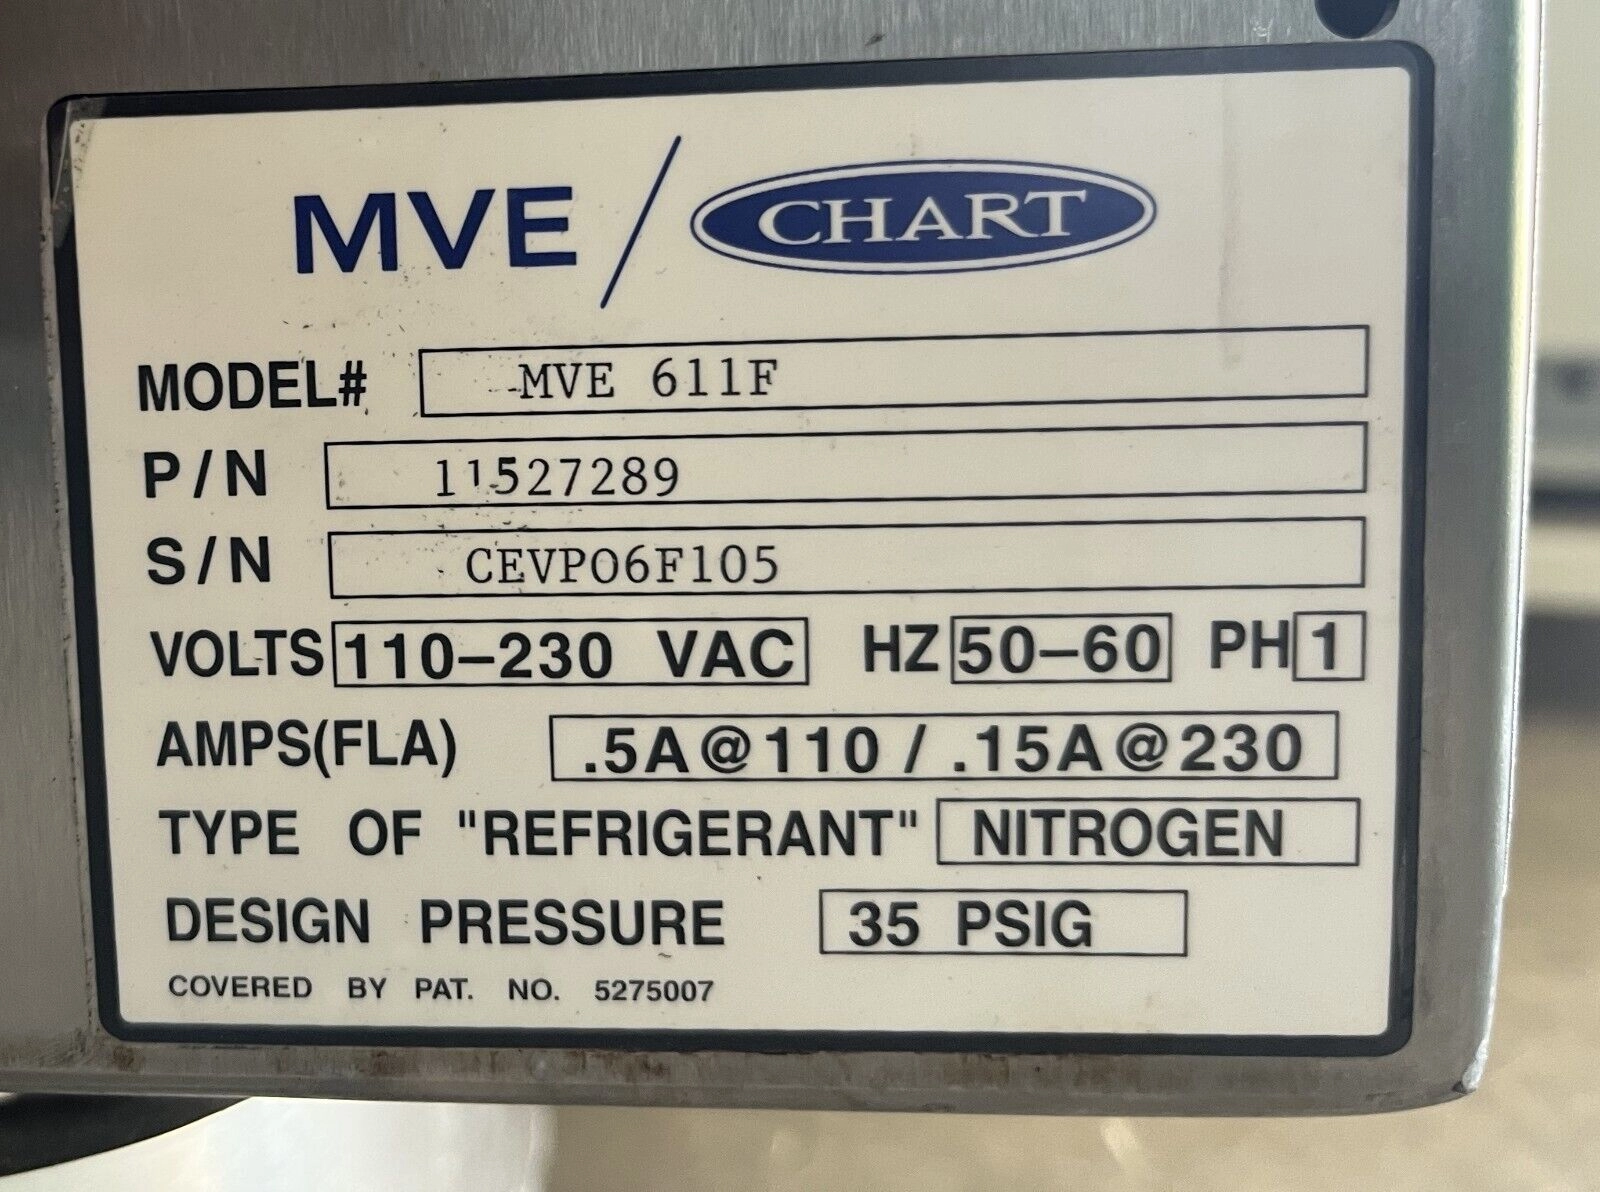 MVE / CHART
MODEL# MVE 611F
P/N 11527289
S/N CEVP06F105
VOLTS 110-230 VAC HZ 50-60 PH 1
AMPS(FLA) .5A@110 / .15A@230
TYPE OF "REFRIGERANT" NITROGEN
DESIGN PRESSURE 35 PSIG
COVERED BY PAT. NO. 5275007